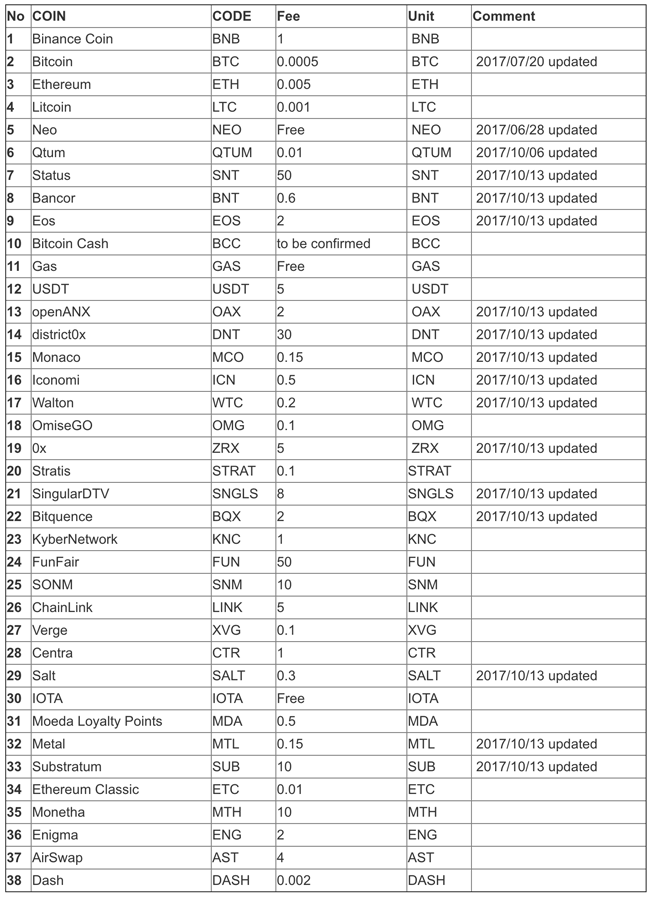 No COIN CODE Fee Unit Comment
1 Binance Coin BNB 1 BNB
2 Bitcoin BTC 0.0005 BTC 2017/07/20 updated
3 Ethereum ETH 0.005 ETH
4 Litcoin LTC 0.001 LTC
5 Neo NEO Free NEO 2017/06/28 updated
6 Qtum QTUM 0.01 QTUM 2017/10/06 updated
7 Status SNT 50 SNT 2017/10/13 updated
8 Bancor BNT 0.6 BNT 2017/10/13 updated
9 Eos EOS 2 EOS 2017/10/13 updated
10 Bitcoin Cash BCC to be confirmed BCC
11 Gas GAS Free GAS
12 USDT USDT 5 USDT
13 openANX OAX 2 OAX 2017/10/13 updated
14 district0x DNT 30 DNT 2017/10/13 updated
15 Monaco MCO 0.15 MCO 2017/10/13 updated
16 Iconomi ICN 0.5 ICN 2017/10/13 updated
17 Walton WTC 0.2 WTC 2017/10/13 updated
18 OmiseGO OMG 0.1 OMG
19 0x ZRX 5 ZRX 2017/10/13 updated
20 Stratis STRAT 0.1 STRAT
21 SingularDTV SNGLS 8 SNGLS 2017/10/13 updated
22 Bitquence BQX 2 BQX 2017/10/13 updated
23 KyberNetwork KNC 1 KNC
24 FunFair FUN 50 FUN
25 SONM SNM 10 SNM
26 ChainLink LINK 5 LINK
27 Verge XVG 0.1 XVG
28 Centra CTR 1 CTR
29 Salt SALT 0.3 SALT 2017/10/13 updated
30 IOTA IOTA Free IOTA
31 Moeda Loyalty Points MDA 0.5 MDA
32 Metal MTL 0.15 MTL 2017/10/13 updated
33 Substratum SUB 10 SUB 2017/10/13 updated
34 Ethereum Classic ETC 0.01 ETC
35 Monetha MTH 10 MTH
36 Enigma ENG 2 ENG
37 AirSwap AST 4 AST
38 Dash DASH 0.002 DASH